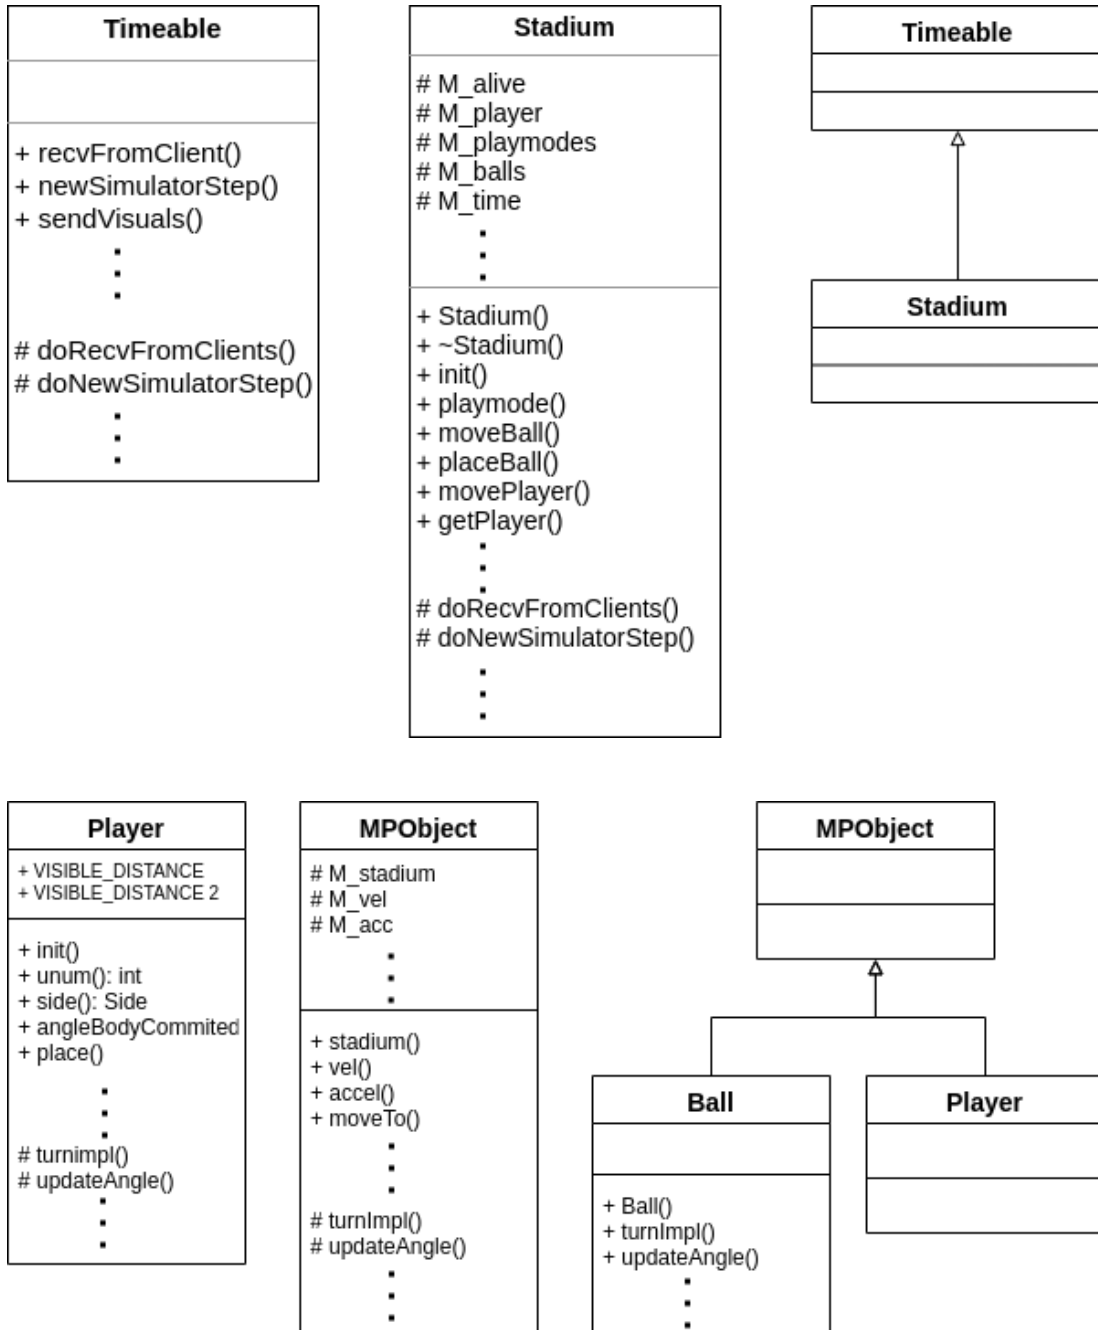 Timeable
+ recvFromClient()
+ newSimulatorStep()
+ sendVisuals()
# doRecvFromClients()
# doNewSimulatorStep()
Stadium
# M_alive
# M_player
# M_playmodes
# M_balls
# M_time
+ Stadium()
+ ~Stadium()
+ init()
+ playmode()
+ moveBall()
+ placeBall()
+ movePlayer()
+ getPlayer()
# doRecvFromClients()
# doNewSimulatorStep()
Timeable
Stadium
Player
+ VISIBLE_DISTANCE
+ VISIBLE_DISTANCE 2
+ init()
+ unum(): int
+ side(): Side
+ angleBodyCommited
+ place()
# turnimpl()
# updateAngle()
MPObject
# M_stadium
# M_vel
# M_acc
+ stadium()
+ vel()
+ accel()
+ moveTo()
# turnImpl()
# updateAngle()
MPObject
Ball
+ Ball()
+ turnImpl()
+ updateAngle()
Player